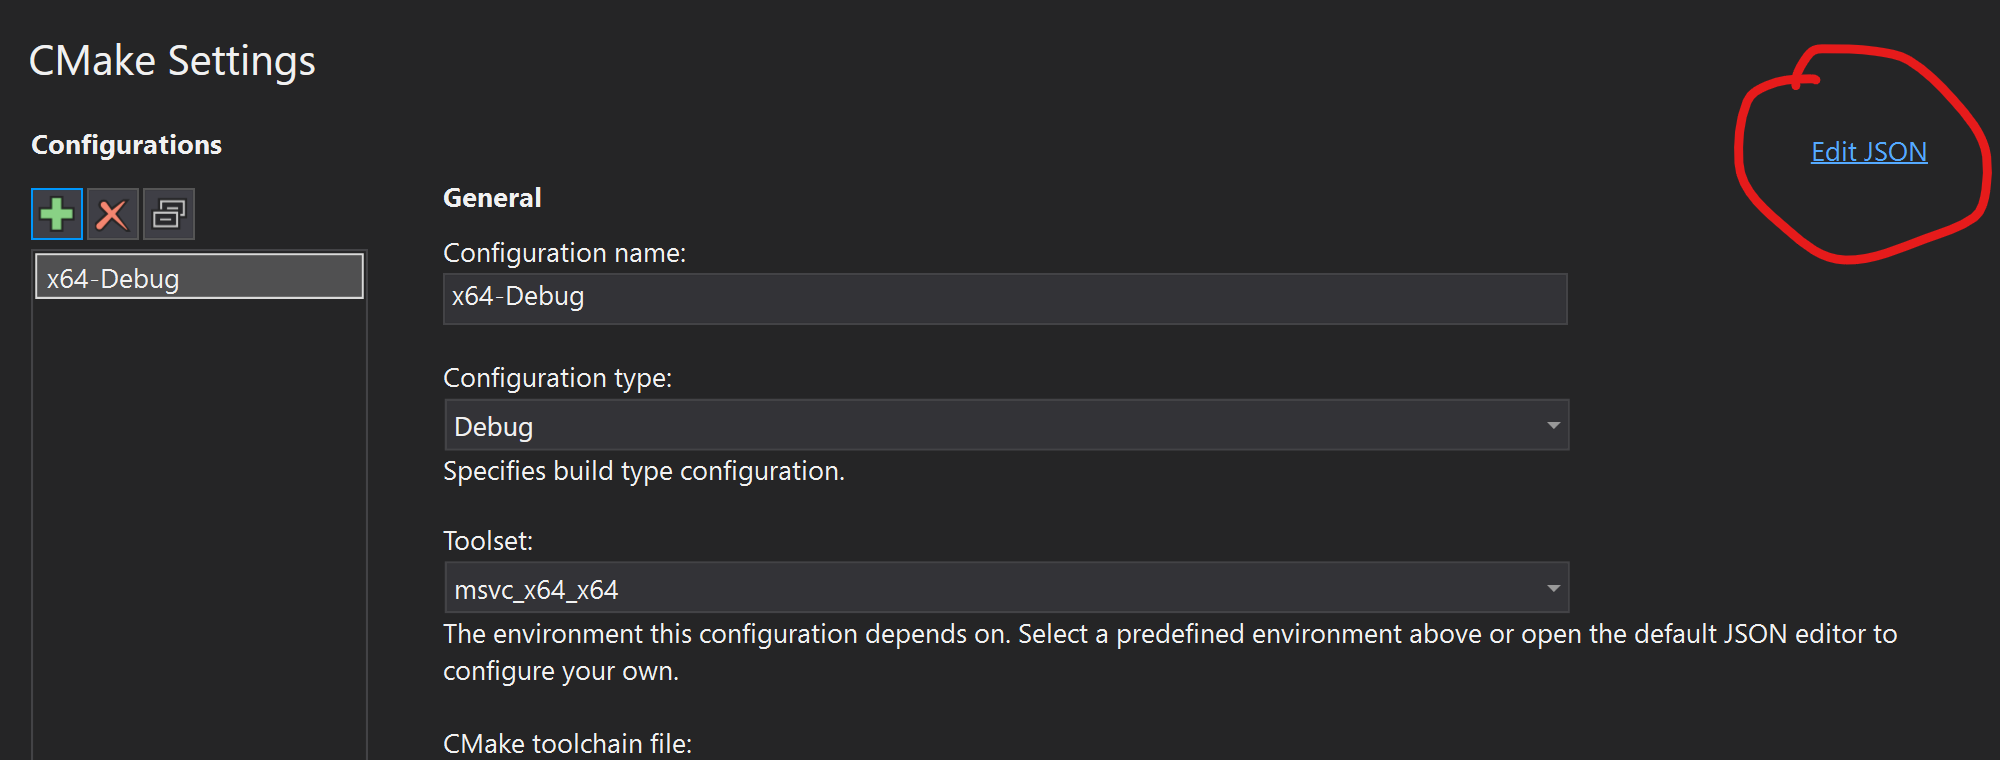 CMake Settings
Configurations
Edit JSON
x64-Debug
General
Configuration name:
x64-Debug
Configuration type:
Debug
Specifies build type configuration.
Toolset:
msvc_x64_x64
The environment this configuration depends on. Select a predefined environment above or open the default JSON editor to
configure your own.
CMake toolchain file: